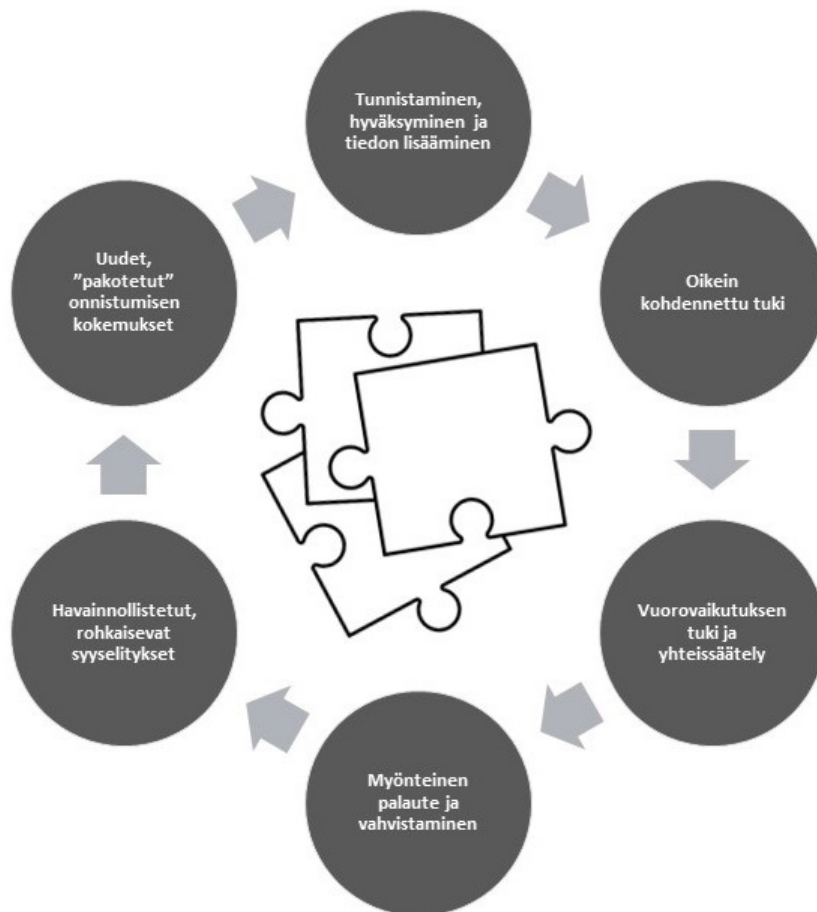 Tunnistaminen,
hyväksyminen ja
tiedon lisääminen
Oikein
kohdennettu tuki
Vuorovaikutuksen
tuki ja
yhteissäätely
Myönteinen
palaute ja
vahvistaminen
Havainnollistetut,
rohkaisevat
syyselitykset
Uudet,
”pakotetut”
onnistumisen
kokemukset